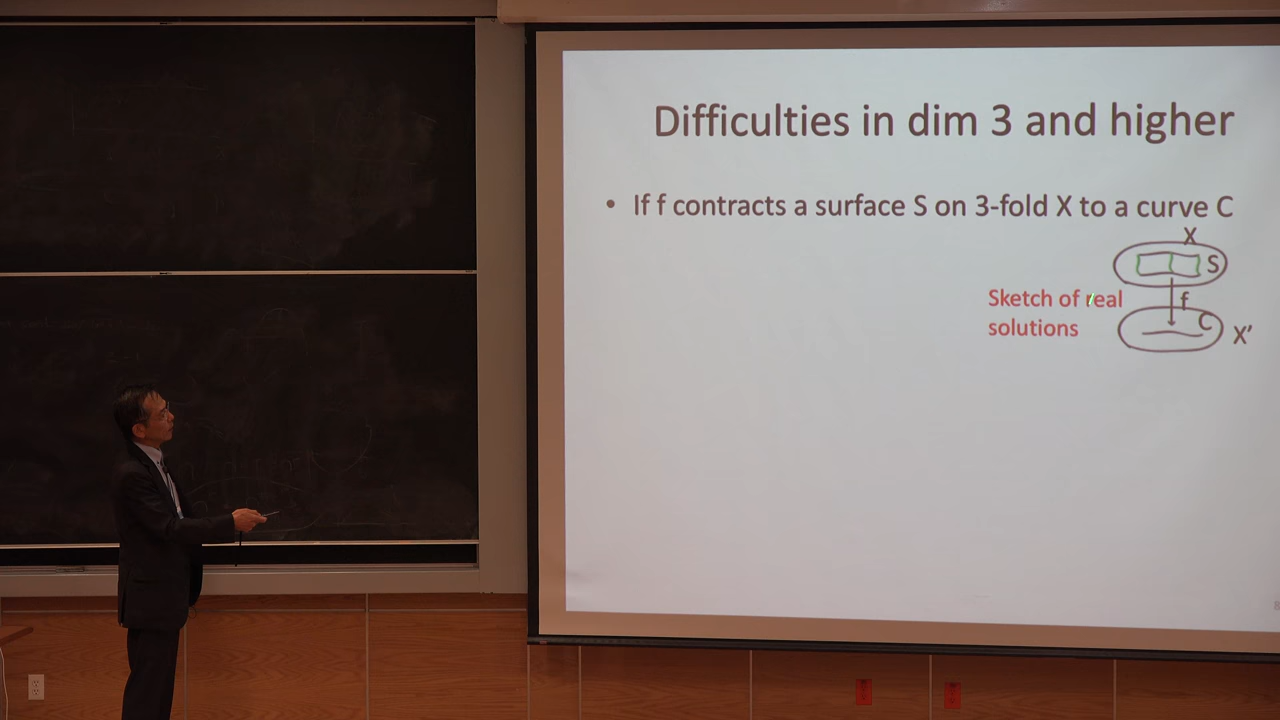 Difficulties in dim 3 and higher
• If f contracts a surface S on 3-fold X to a curve C
X
S
Sketch of real
solutions
f
C
X'